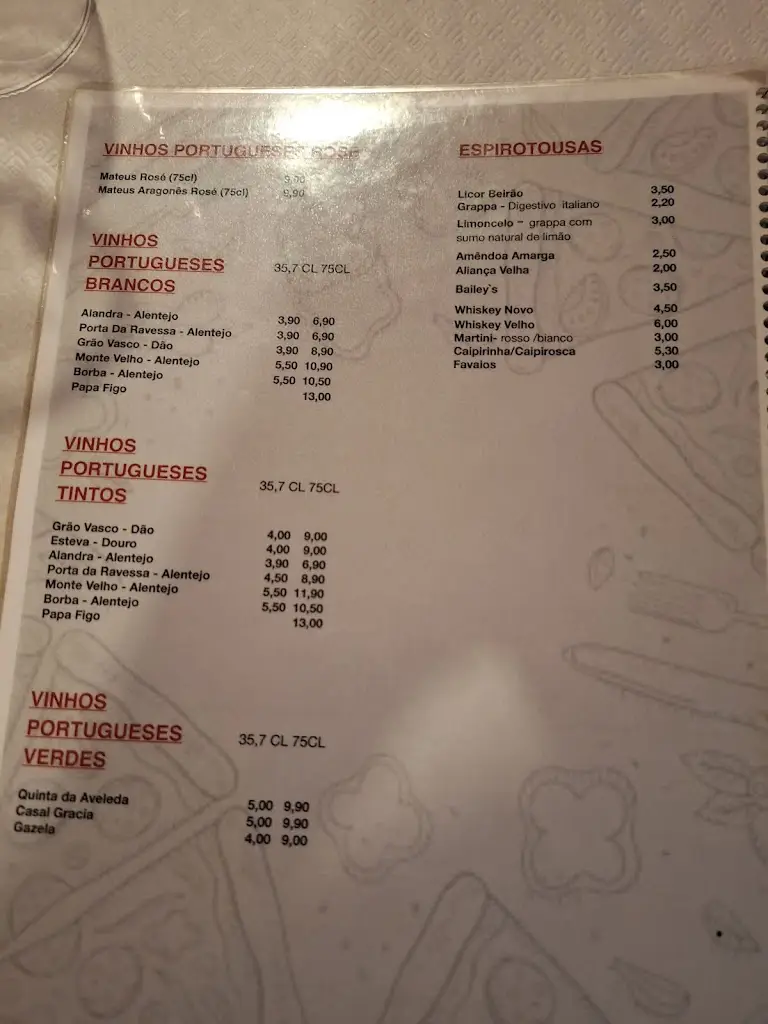 VINHOS PORTUGUESES ROSE
Mateus Rosé (75cl) 9,90
Mateus Aragonês Rosé (75cl) 9,90
VINHOS
PORTUGUESES
BRANCOS
35,7 CL 75CL
Alandra - Alentejo 3,90 6,90
Porta Da Ravessa - Alentejo 3,90 6,90
Grão Vasco - Dão 3,90 8,90
Monte Velho - Alentejo 5,50 10,90
Borba - Alentejo 5,50 10,50
Papa Figo 13,00
VINHOS
PORTUGUESES
TINTOS
35,7 CL 75CL
Grão Vasco - Dão 4,00 9,00
Esteva - Douro 4,00 9,00
Alandra - Alentejo 3,90 6,90
Porta da Ravessa - Alentejo 4,50 8,90
Monte Velho - Alentejo 5,50 11,90
Borba - Alentejo 5,50 10,50
Papa Figo 13,00
VINHOS
PORTUGUESES
VERDES
35,7 CL 75CL
Quinta da Aveleda 5,00 9,90
Casal Gracia 5,00 9,90
Gazela 4,00 9,00
ESPIROTOUSAS
Licor Beirão 3,50
Grappa - Digestivo italiano 2,20
Limoncelo - grappa com 3,00
sumo natural de limão
Amêndoa Amarga 2,50
Aliança Velha 2,00
Bailey`s 3,50
Whiskey Novo 4,50
Whiskey Velho 6,00
Martini- rosso /bianco 3,00
Caipirinha/Caipirosca 5,30
Favaios 3,00